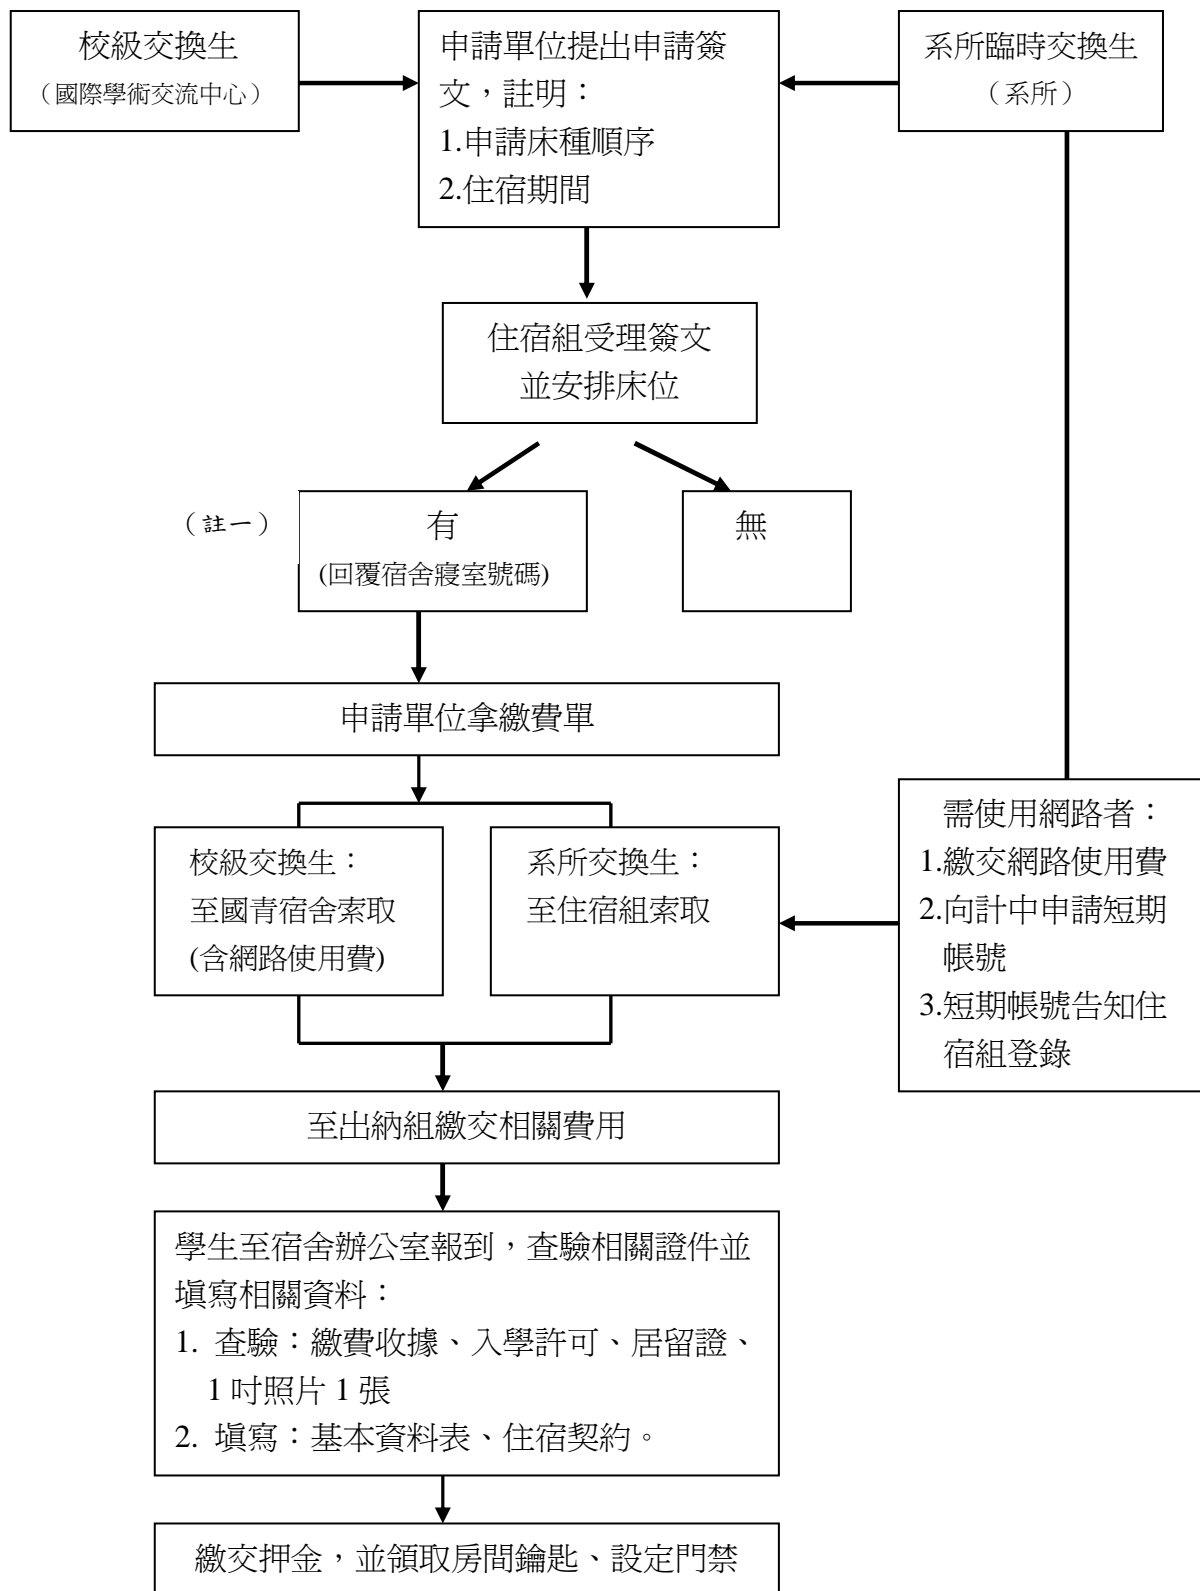 校級交換生
（國際學術交流中心）
申請單位提出申請簽
文，註明：
1.申請床種順序
2.住宿期間
系所臨時交換生
（系所）
住宿組受理簽文
並安排床位
（註一）
有
(回覆宿舍寢室號碼)
無
申請單位拿繳費單
校級交換生：
至國青宿舍索取
(含網路使用費)
系所交換生：
至住宿組索取
需使用網路者：
1.繳交網路使用費
2.向計中申請短期
帳號
3.短期帳號告知住
宿組登錄
至出納組繳交相關費用
學生至宿舍辦公室報到，查驗相關證件並
填寫相關資料：
1. 查驗：繳費收據、入學許可、居留證、
1 吋照片 1 張
2. 填寫：基本資料表、住宿契約。
繳交押金，並領取房間鑰匙、設定門禁